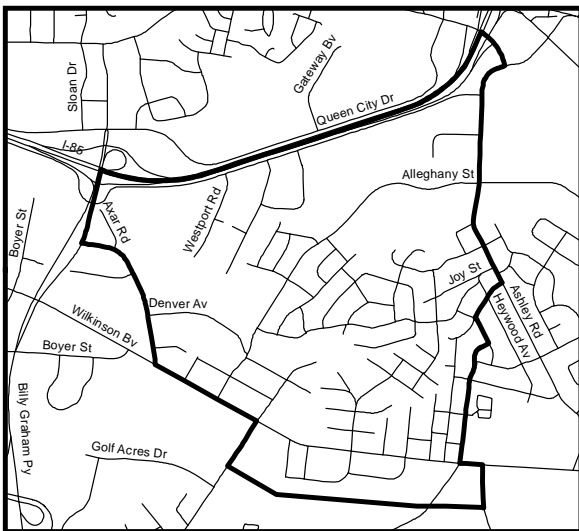 Sloan Dr
Gateway Bv
Queen City Dr
I-85
Alleghany St
Boyer St
Axar Rd
Westport Rd
Joy St
Ashley Rd
Heywood Av
Denver Av
Wilkinson Bv
Boyer St
Billy Graham Py
Golf Acres Dr